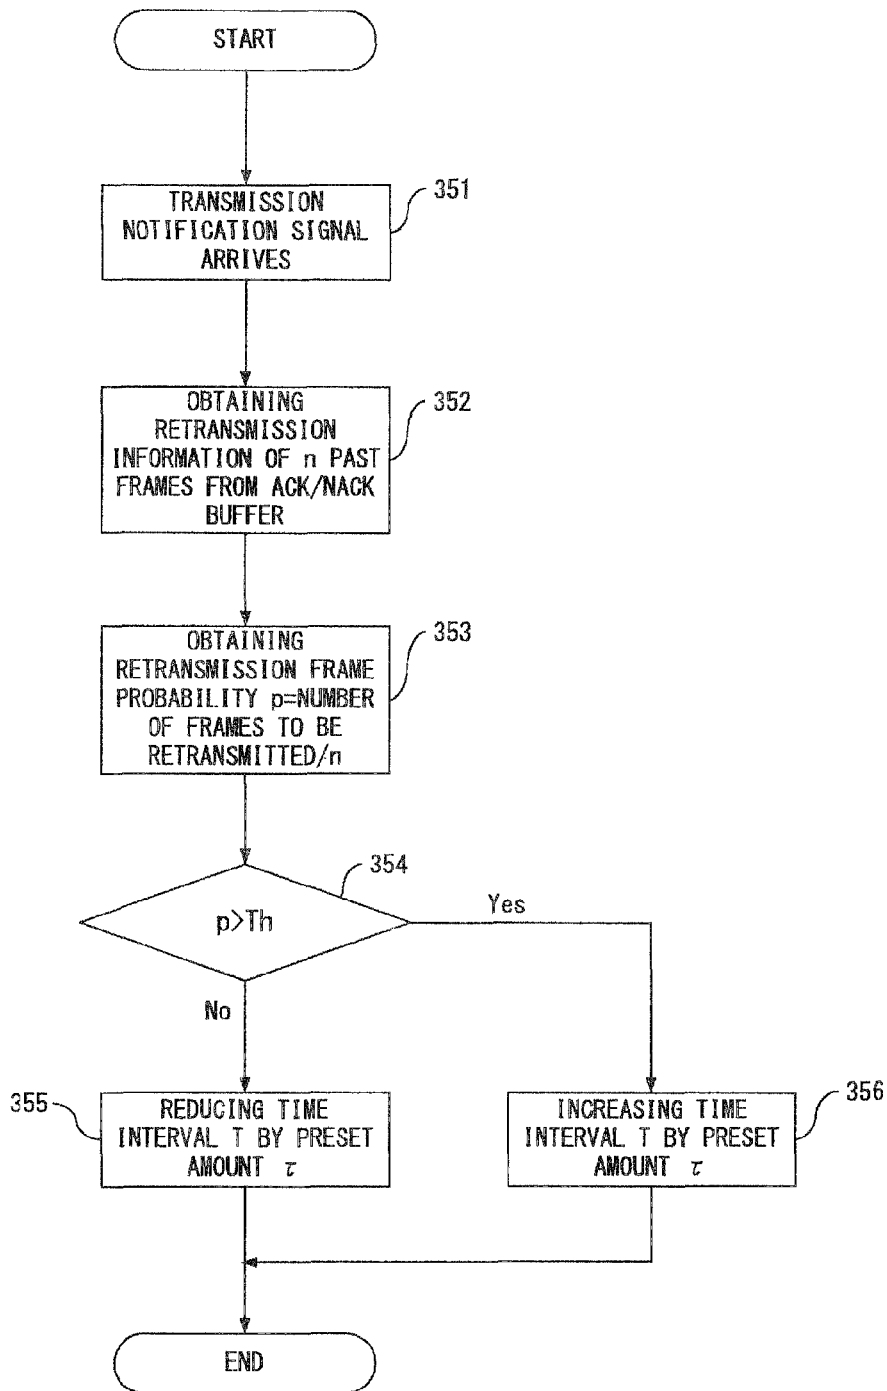 START
351
TRANSMISSION
NOTIFICATION SIGNAL
ARRIVES
352
OBTAINING
RETRANSMISSION
INFORMATION OF n PAST
FRAMES FROM ACK/NACK
BUFFER
353
OBTAINING
RETRANSMISSION FRAME
PROBABILITY p=NUMBER
OF FRAMES TO BE
RETRANSMITTED/n
354
p>Th
Yes
No
355
REDUCING TIME
INTERVAL T BY PRESET
AMOUNT τ
356
INCREASING TIME
INTERVAL T BY PRESET
AMOUNT τ
END